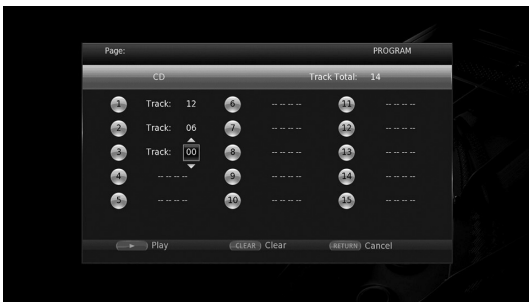 Page: PROGRAM
CD Track Total: 14
1 Track: 12 6 -- -- -- -- 11 -- -- -- --
2 Track: 06 7 -- -- -- -- 12 -- -- -- --
3 Track: 00 8 -- -- -- -- 13 -- -- -- --
4 -- -- -- -- 9 -- -- -- -- 14 -- -- -- --
5 -- -- -- -- 10 -- -- -- -- 15 -- -- -- --
Play CLEAR Clear RETURN Cancel